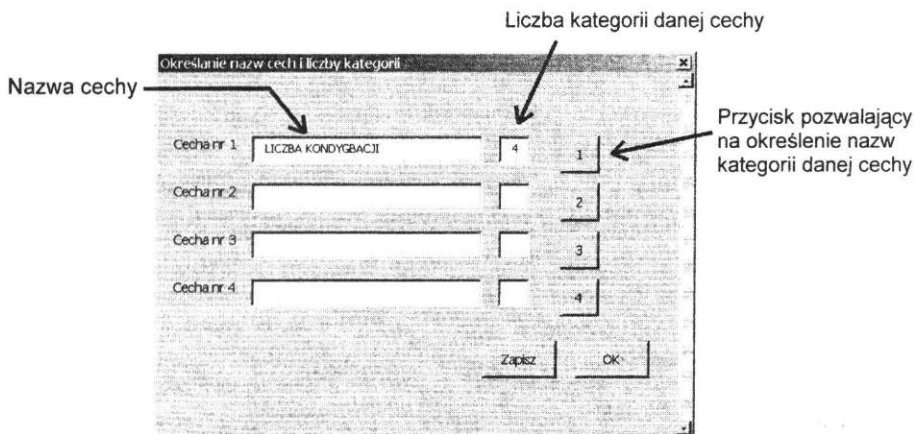 Liczba kategorii danej cechy
Określanie nazw cech i liczby kategorii
Nazwa cechy
Przycisk pozwalający
na określenie nazw
kategorii danej cechy
Cecha nr 1 LICZBA KONDYGBACJI 4 1
Cecha nr 2 2
Cecha nr 3 3
Cecha nr 4 4
Zapisz OK